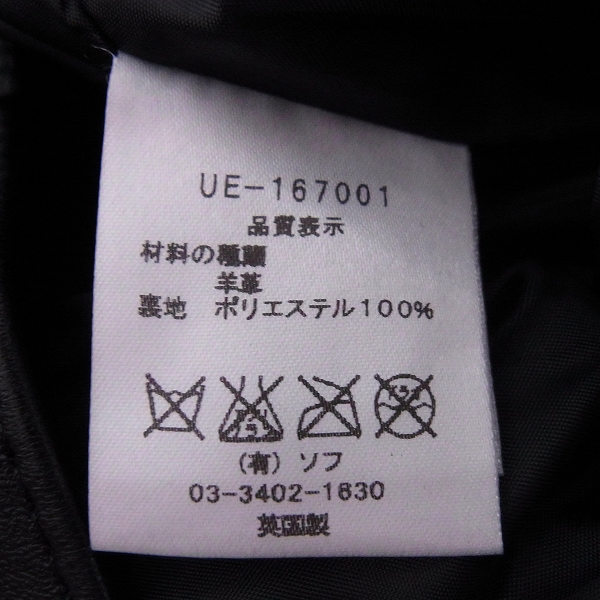 UE-167001
品質表示
材料の種類
羊革
裏地 ポリエステル100%
(有)ソフ
03-3402-1630
英国製